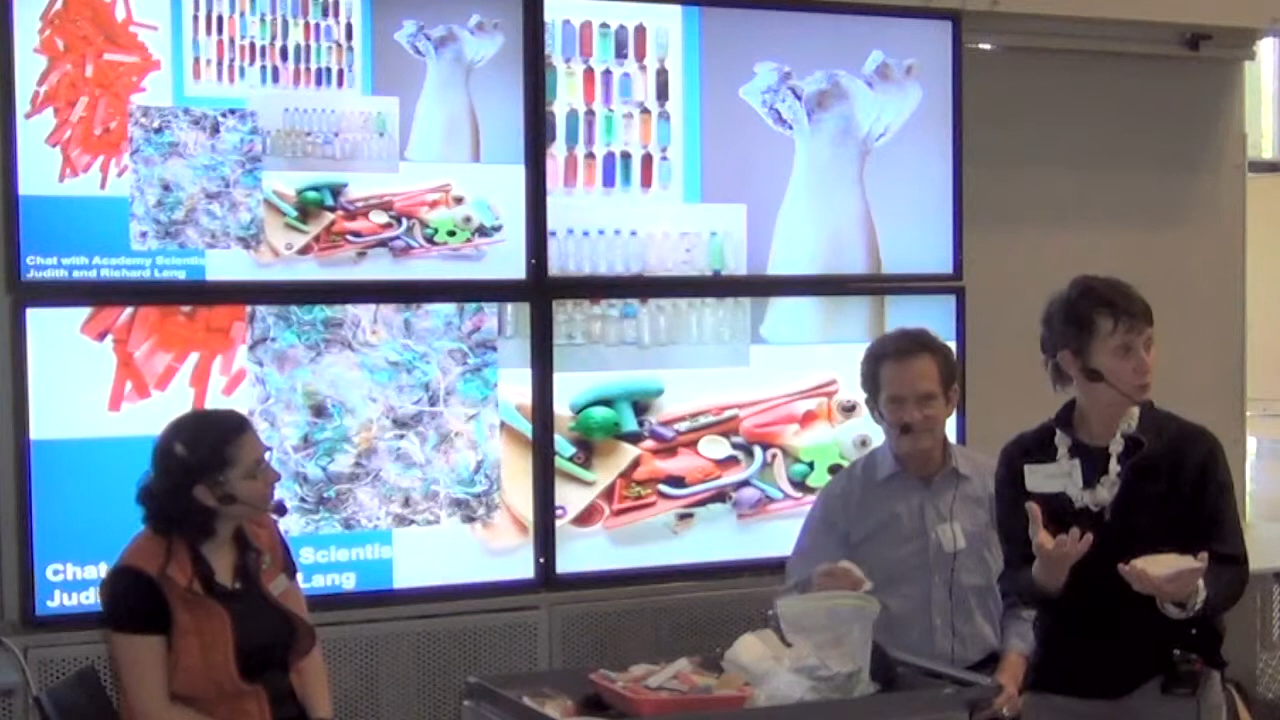 Chat with Academy Scientis
Judith and Richard Lang
Chat Scientis
Judi Lang